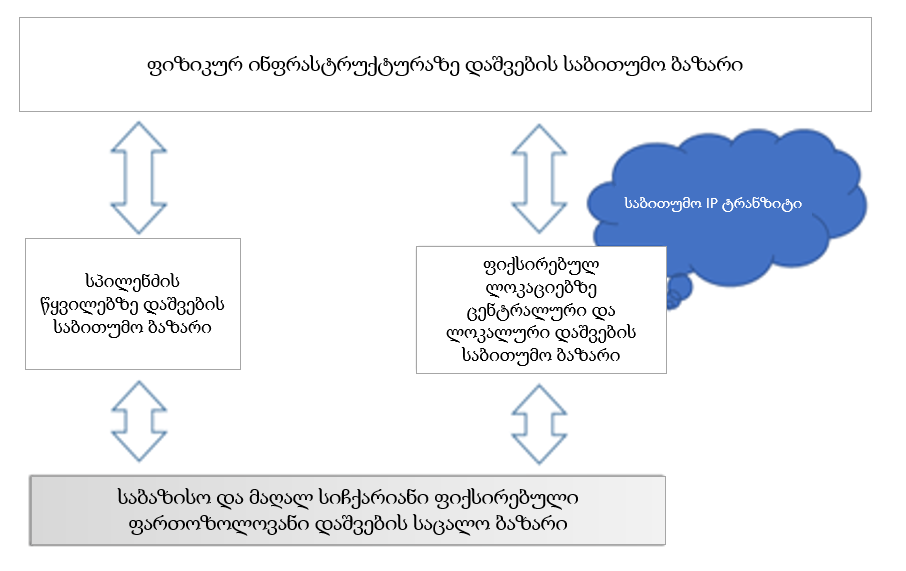 ფიზიკურ ინფრასტრუქტურაზე დაშვების საბითუმო ბაზარი
საბითუმო IP ტრანზიტი
სპილენმის
წყვილებზე დაშვების
საბითუმო ბაზარი
ფიქსირებულ
ლოკაციებზე
ცენტრალური და
ლოკალური დაშვების
საბითუმო ბაზარი
საბაზისო და მაღალ სიჩქარიანი ფიქსირებული
ფართოზოლოვანი დაშვების საცალო ბაზარი